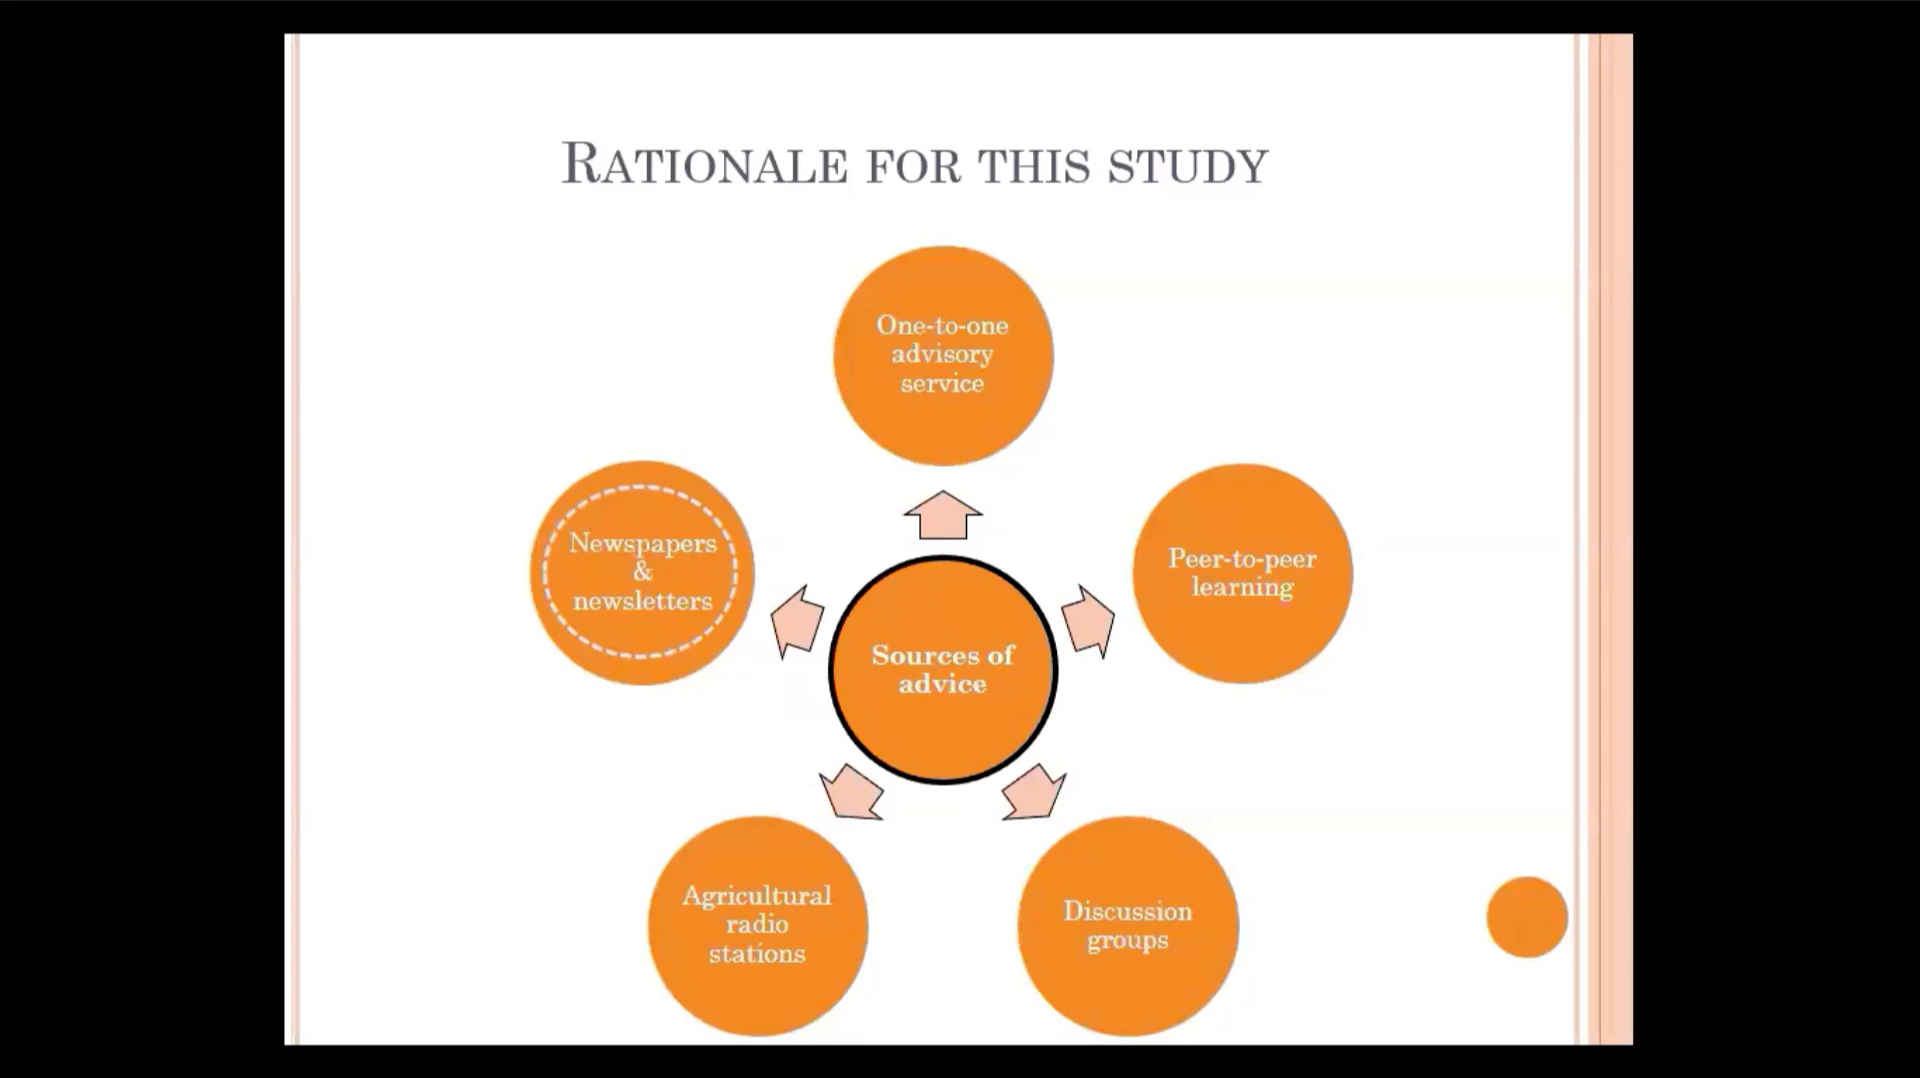 RATIONALE FOR THIS STUDY
One-to-one
advisory
service
Newspapers
&
newsletters
Peer-to-peer
learning
Sources of
advice
Agricultural
radio
stations
Discussion
groups